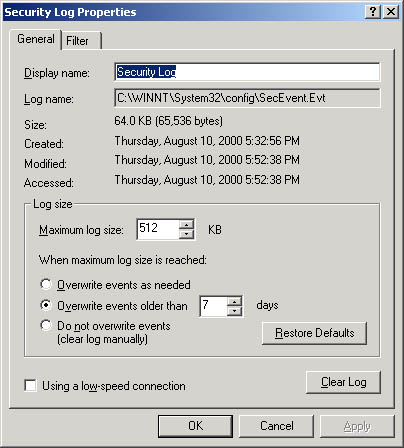 Security Log Properties
General Filter
Display name: Security Log
Log name: C:\WINNT\System32\config\SecEvent.Evt
Size: 64.0 KB (65,536 bytes)
Created: Thursday, August 10, 2000 5:32:56 PM
Modified: Thursday, August 10, 2000 5:52:38 PM
Accessed: Thursday, August 10, 2000 5:52:38 PM
Log size
Maximum log size: 512 KB
When maximum log size is reached:
Overwrite events as needed
Overwrite events older than 7 days
Do not overwrite events
(clear log manually)
Restore Defaults
Using a low-speed connection
Clear Log
OK Cancel Apply